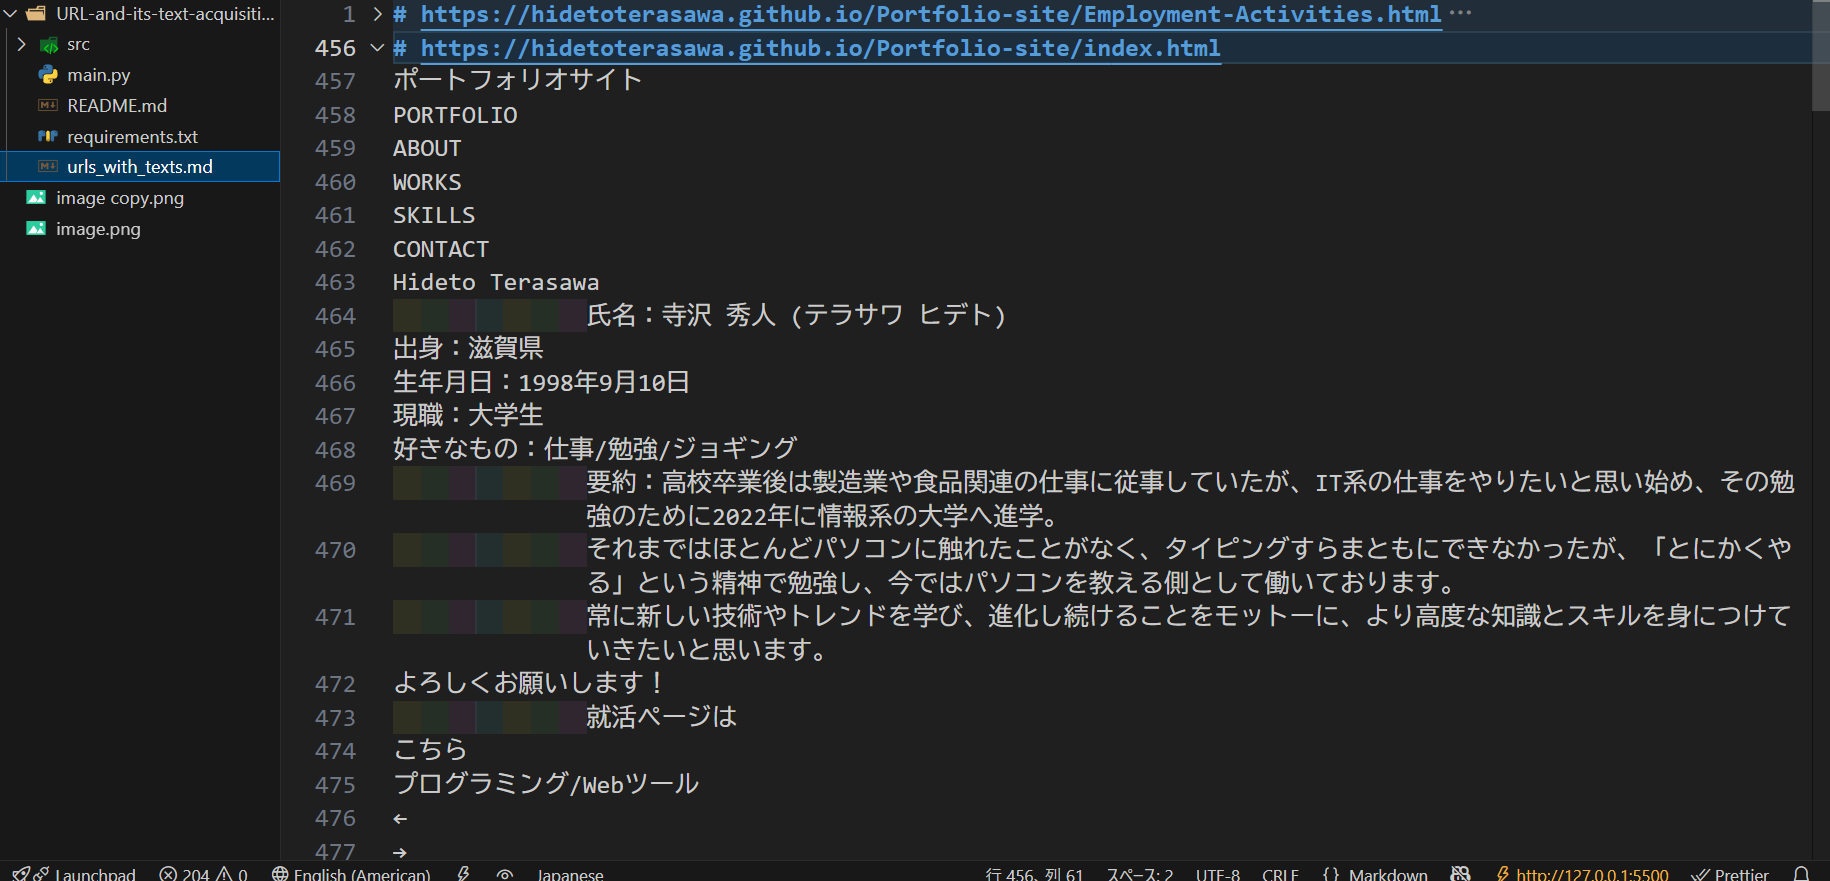 URL-and-its-text-acquisiti...
src
main.py
README.md
requirements.txt
urls_with_texts.md
image copy.png
image.png
1 # https://hidetoterasawa.github.io/Portfolio-site/Employment-Activities.html ···
456 # https://hidetoterasawa.github.io/Portfolio-site/index.html
457 ポートフォリオサイト
458 PORTFOLIO
459 ABOUT
460 WORKS
461 SKILLS
462 CONTACT
463 Hideto Terasawa
464 氏名：寺沢 秀人 (テラサワ ヒデト)
465 出身：滋賀県
466 生年月日：1998年9月10日
467 現職：大学生
468 好きなもの：仕事/勉強/ジョギング
469 要約：高校卒業後は製造業や食品関連の仕事に従事していたが、IT系の仕事をやりたいと思い始め、その勉
強のために2022年に情報系の大学へ進学。
470 それまではほとんどパソコンに触れたことがなく、タイピングすらまともにできなかったが、「とにかくや
る」という精神で勉強し、今ではパソコンを教える側として働いております。
471 常に新しい技術やトレンドを学び、進化し続けることをモットーに、より高度な知識とスキルを身につけて
いきたいと思います。
472 よろしくお願いします！
473 就活ページは
474 こちら
475 プログラミング/Webツール
476 ←
477 →
Launchpad 204 0 English (American) Japanese 行 456、列 61 スペース: 2 UTF-8 CRLF {} Markdown http://127.0.0.1:5500 Prettier